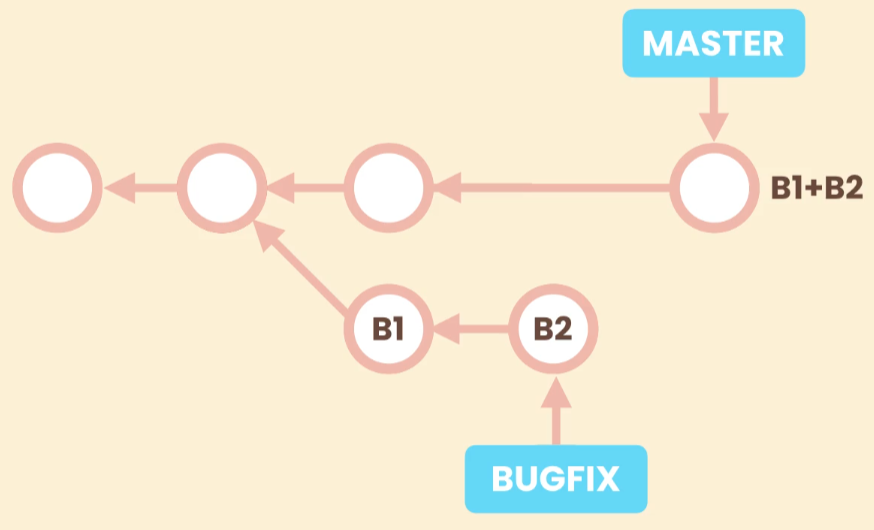 MASTER
B1+B2
B1
B2
BUGFIX